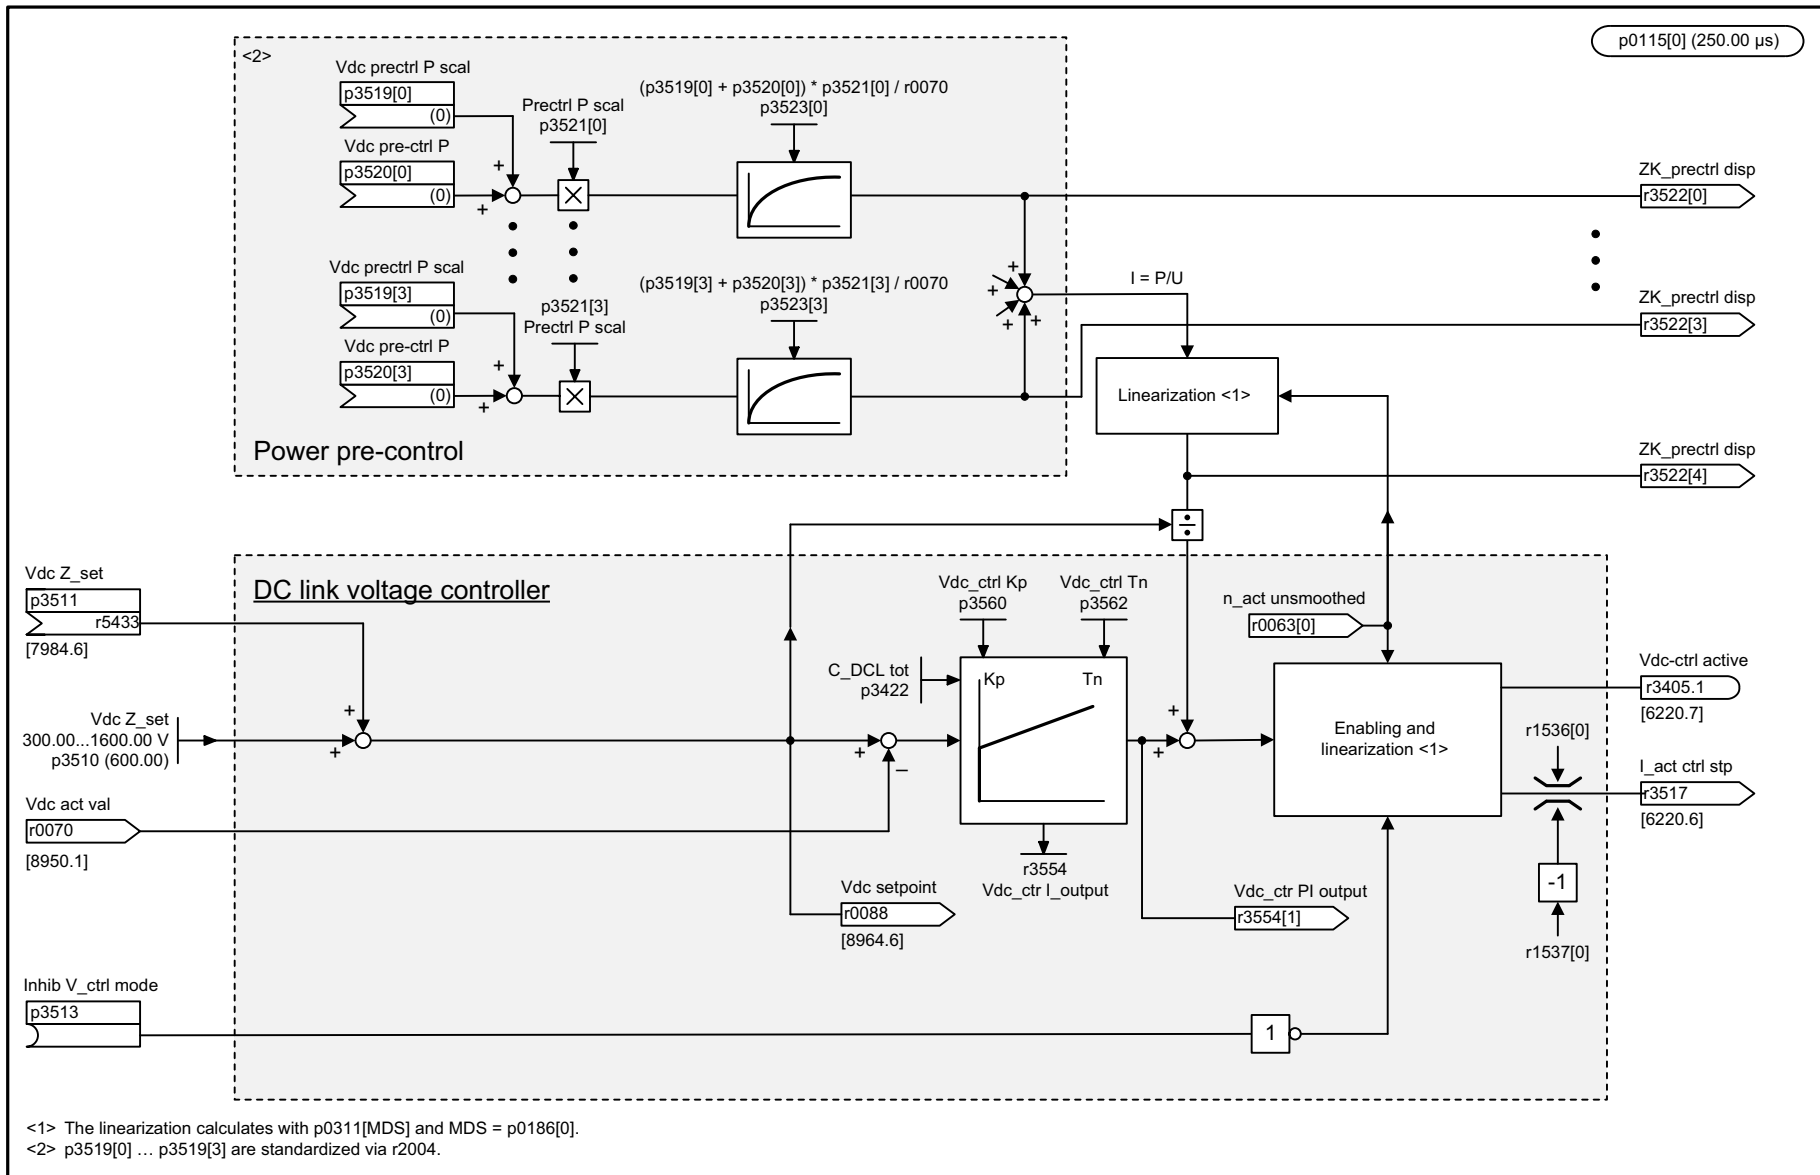 p0115[0] (250.00 µs)
<2>
Vdc prectrl P scal
p3519[0]
(0)
Vdc pre-ctrl P
p3520[0]
(0)
+
+
Prectrl P scal
p3521[0]
(p3519[0] + p3520[0]) * p3521[0] / r0070
p3523[0]
ZK_prectrl disp
r3522[0]
Vdc prectrl P scal
p3519[3]
(0)
Vdc pre-ctrl P
p3520[3]
(0)
+
+
p3521[3]
Prectrl P scal
(p3519[3] + p3520[3]) * p3521[3] / r0070
p3523[3]
+
+
+
+
I = P/U
ZK_prectrl disp
r3522[3]
Linearization <1>
Power pre-control
ZK_prectrl disp
r3522[4]
÷
DC link voltage controller
Vdc Z_set
p3511
r5433
[7984.6]
Vdc Z_set
300.00...1600.00 V
p3510 (600.00)
+
+
Vdc act val
r0070
[8950.1]
+
–
Vdc_ctrl Kp
p3560
Vdc_ctrl Tn
p3562
C_DCL tot
p3422
Kp
Tn
r3554
Vdc_ctr I_output
Vdc setpoint
r0088
[8964.6]
+
+
Vdc_ctr PI output
r3554[1]
n_act unsmoothed
r0063[0]
Enabling and
linearization <1>
Vdc-ctrl active
r3405.1
[6220.7]
r1536[0]
I_act ctrl stp
r3517
[6220.6]
-1
r1537[0]
Inhib V_ctrl mode
p3513
1
<1> The linearization calculates with p0311[MDS] and MDS = p0186[0].
<2> p3519[0] … p3519[3] are standardized via r2004.